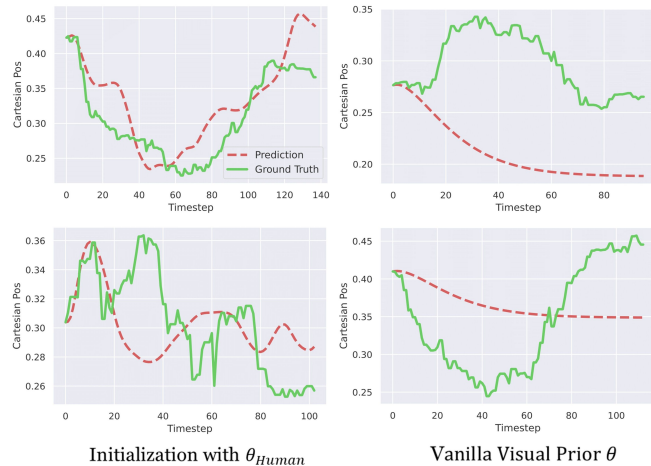 0.45
0.40
0.35
0.30
0.25
Cartesian Pos
0 20 40 60 80 100 120 140
Timestep
Prediction
Ground Truth
0.35
0.30
0.25
0.20
Cartesian Pos
0 20 40 60 80
Timestep
0.36
0.34
0.32
0.30
0.28
0.26
Cartesian Pos
0 20 40 60 80 100
Timestep
0.45
0.40
0.35
0.30
0.25
Cartesian Pos
0 20 40 60 80 100
Timestep
Initialization with θ_Human
Vanilla Visual Prior θ